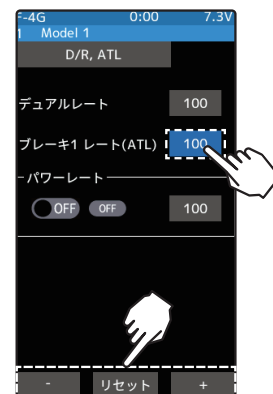 F-4G 0:00 7.3V
1 Model 1
D/R, ATL
デュアルレート 100
ブレーキ1 レート(ATL) 100
パワーレート
OFF OFF 100
- リセット +